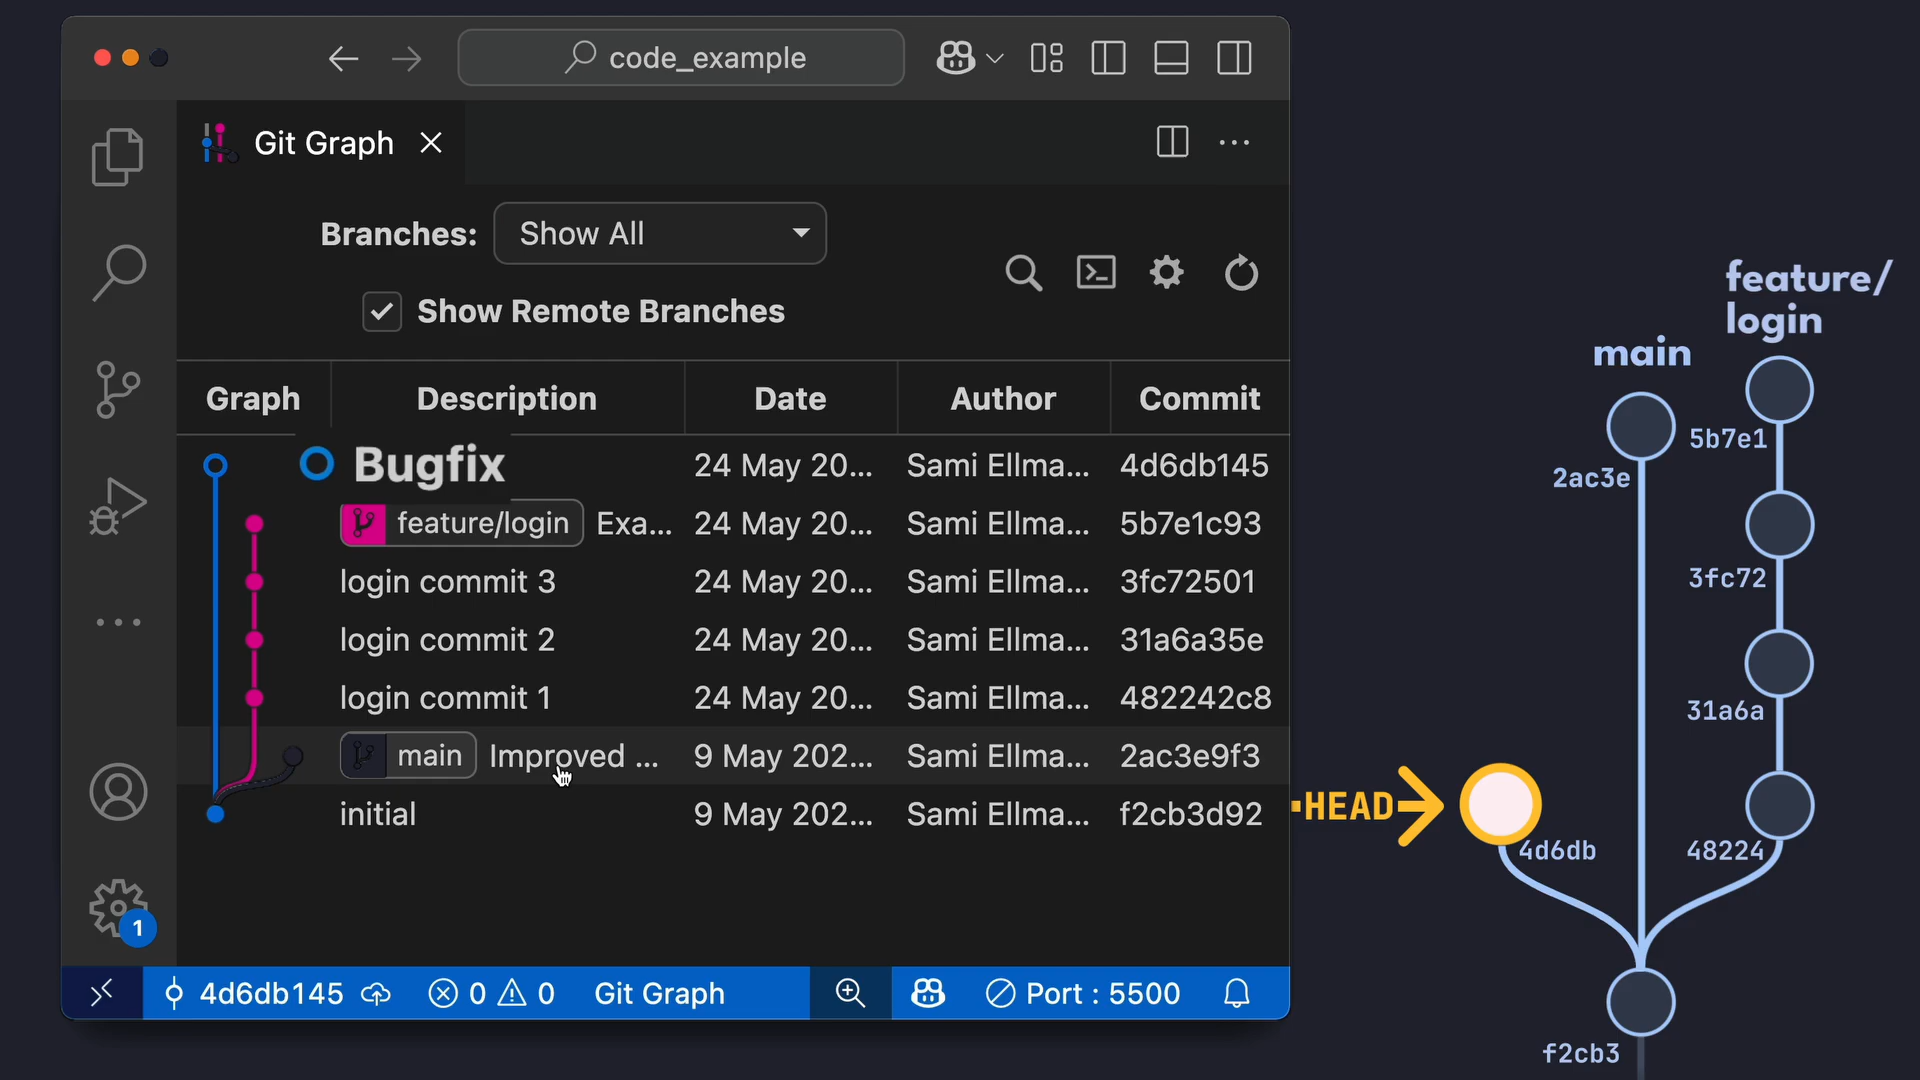 code_example
Git Graph
Branches: Show All
Show Remote Branches
Graph Description Date Author Commit
Bugfix 24 May 20... Sami Ellma... 4d6db145
feature/login Exa... 24 May 20... Sami Ellma... 5b7e1c93
login commit 3 24 May 20... Sami Ellma... 3fc72501
login commit 2 24 May 20... Sami Ellma... 31a6a35e
login commit 1 24 May 20... Sami Ellma... 482242c8
main Improved ... 9 May 202... Sami Ellma... 2ac3e9f3
initial 9 May 202... Sami Ellma... f2cb3d92
1
4d6db145 0 0 Git Graph Port : 5500
feature/
login
main
5b7e1
2ac3e
3fc72
31a6a
HEAD
4d6db
48224
f2cb3